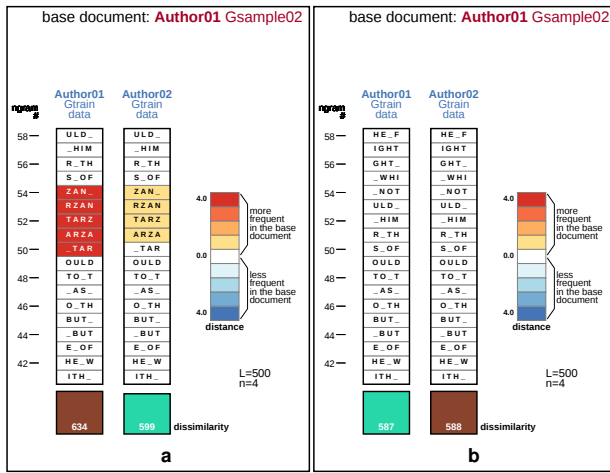 base document: Author01 Gsample02
Author01 Author02
Gtrain Gtrain
data data
ngram
#
58 ULD_ ULD_
_HIM _HIM
56 R_TH R_TH
S_OF S_OF
54 ZAN_ ZAN_
RZAN RZAN
52 TARZ TARZ
ARZA ARZA
50 _TAR _TAR
OULD OULD
48 TO_T TO_T
_AS_ _AS_
46 O_TH O_TH
BUT_ BUT_
44 _BUT _BUT
E_OF E_OF
42 HE_W HE_W
ITH_ ITH_
4.0
more
frequent
in the base
document
0.0
less
frequent
in the base
document
4.0
distance
L=500
n=4
634 599 dissimilarity
a
base document: Author01 Gsample02
Author01 Author02
Gtrain Gtrain
data data
ngram
#
58 HE_F HE_F
IGHT IGHT
56 GHT_ GHT_
_WHI _WHI
54 _NOT _NOT
ULD_ ULD_
52 _HIM _HIM
R_TH R_TH
50 S_OF S_OF
OULD OULD
48 TO_T TO_T
_AS_ _AS_
46 O_TH O_TH
BUT_ BUT_
44 _BUT _BUT
E_OF E_OF
42 HE_W HE_W
ITH_ ITH_
4.0
more
frequent
in the base
document
0.0
less
frequent
in the base
document
4.0
distance
L=500
n=4
587 588 dissimilarity
b